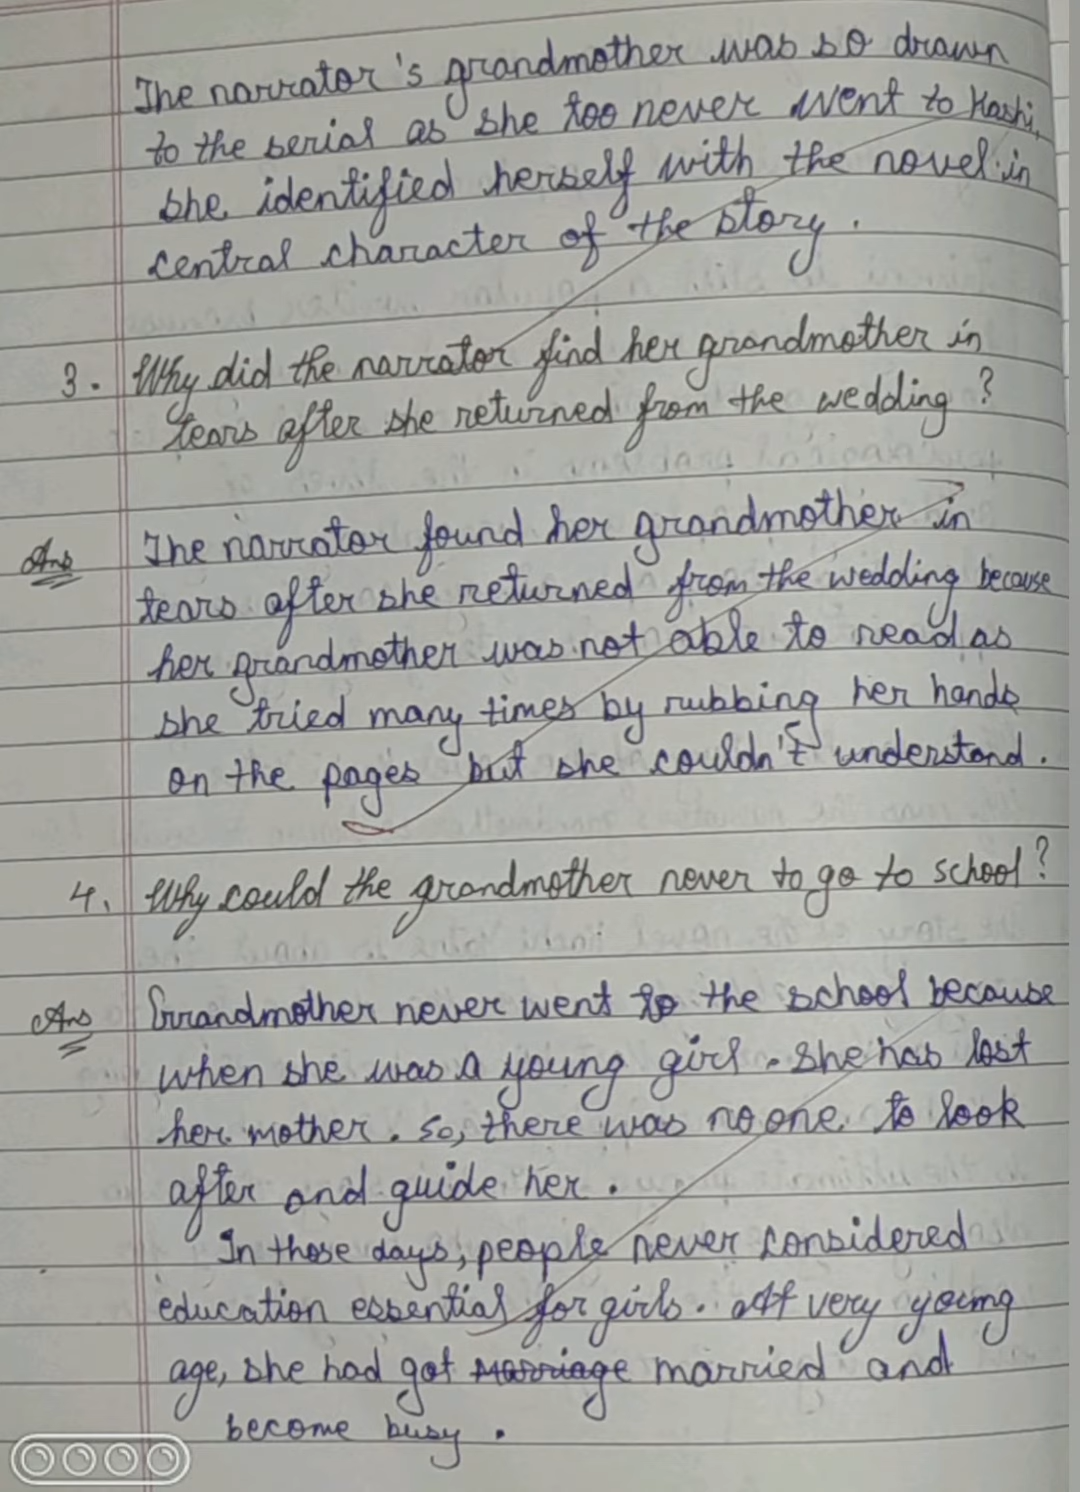 The narrator's grandmother was so drawn
to the serial as she too never went to Kashi,
she identified herself with the novel in
central character of the story.
3. Why did the narrator find her grandmother in
tears after she returned from the wedding?
Ans The narrator found her grandmother in
tears after she returned from the wedding because
her grandmother was not able to read as
she tried many times by rubbing her hands
on the pages but she couldn't understand.
4. Why could the grandmother never to go to school?
Ans Grandmother never went to the school because
when she was a young girl. she has lost
her mother. so, there was no one to look
after and guide her.
In those days, people never considered
education essential for girls. At very young
age, she had got marriage married and
become busy.